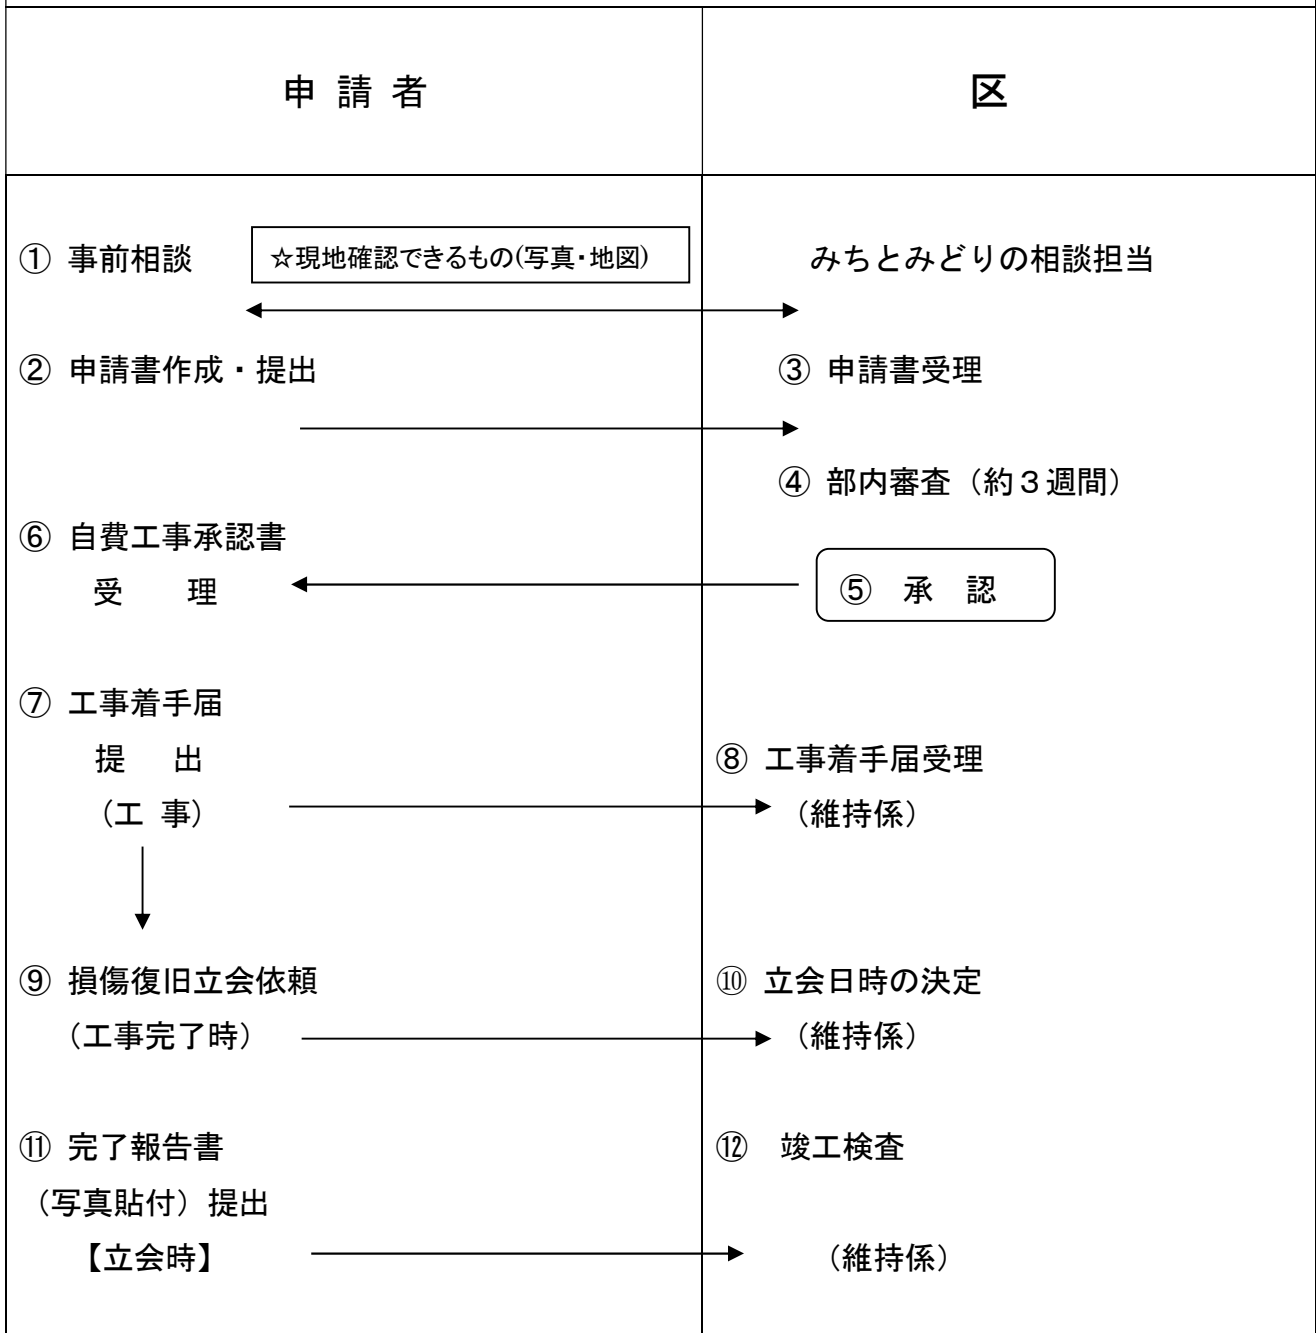 申 請 者
区
① 事前相談
☆現地確認できるもの(写真・地図)
みちとみどりの相談担当
② 申請書作成・提出
③ 申請書受理
④ 部内審査（約３週間）
⑥ 自費工事承認書
受 理
⑤ 承 認
⑦ 工事着手届
提 出
（工 事）
⑧ 工事着手届受理
（維持係）
⑨ 損傷復旧立会依頼
（工事完了時）
⑩ 立会日時の決定
（維持係）
⑪ 完了報告書
（写真貼付）提出
【立会時】
⑫ 竣工検査
（維持係）